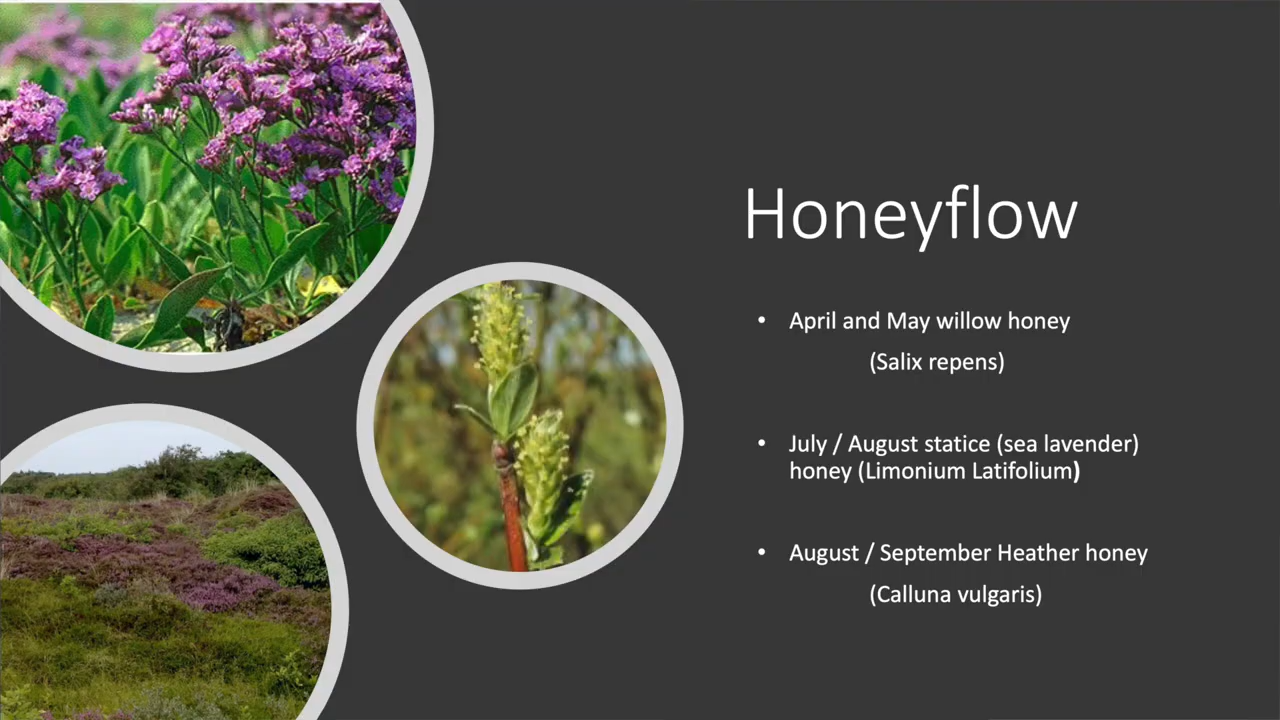 Honeyflow
• April and May willow honey
(Salix repens)
• July / August statice (sea lavender)
honey (Limonium Latifolium)
• August / September Heather honey
(Calluna vulgaris)